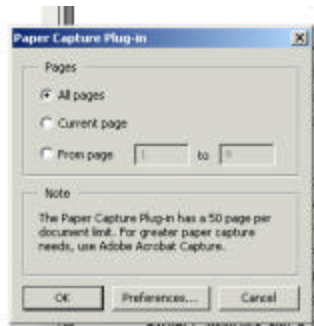 Paper Capture Plug-in
Pages
All pages
Current page
From page 1 to
Note
The Paper Capture Plug-in has a 50 page per
document limit. For greater paper capture
needs, use Adobe Acrobat Capture.
OK Preferences... Cancel